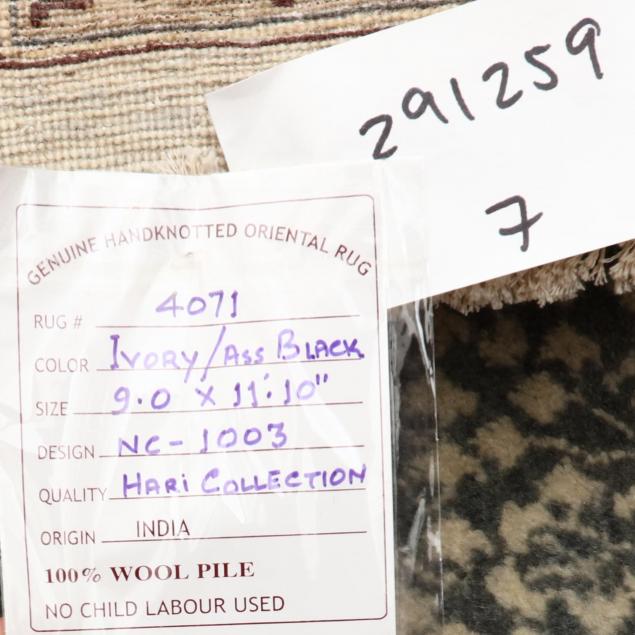 291259
7
GENUINE HANDKNOTTED ORIENTAL RUG
RUG # 4071
COLOR IVORY/ASS BLACK
SIZE 9.0 X 11'.10"
DESIGN NC-1003
QUALITY HARI COLLECTION
ORIGIN INDIA
100% WOOL PILE
NO CHILD LABOUR USED